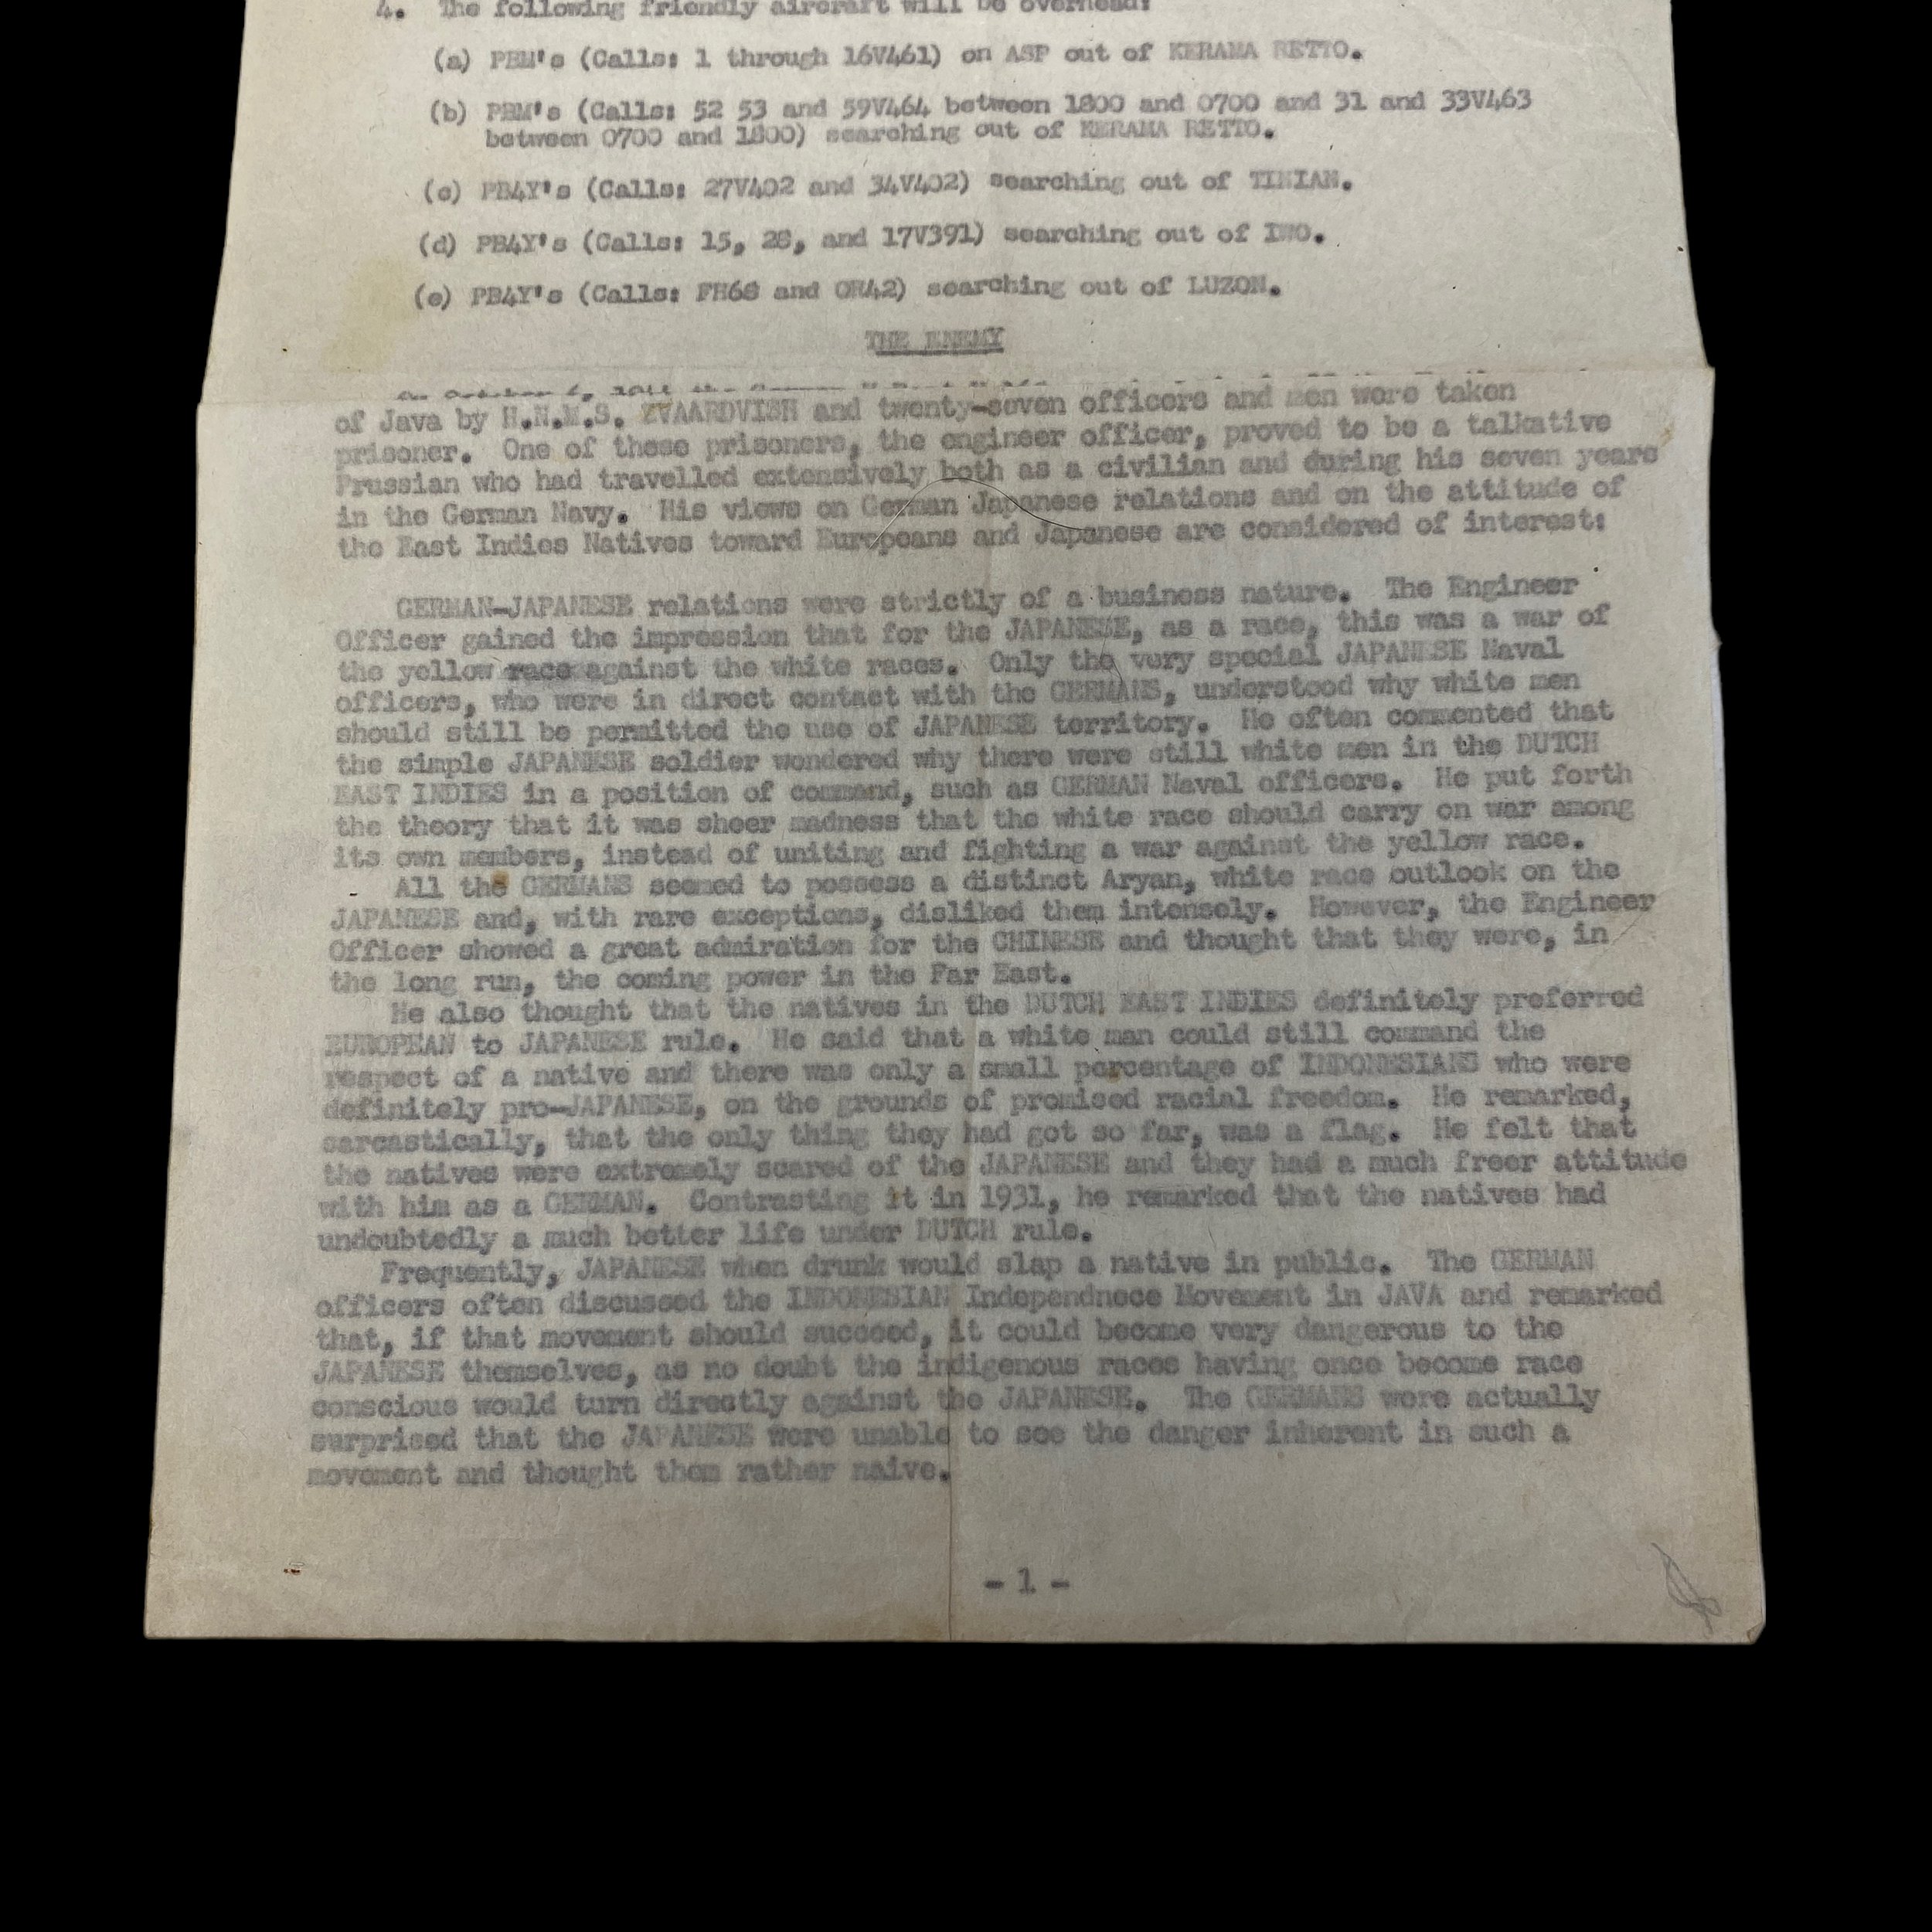 4. The following friendly aircraft will be overhead:
(a) PBM's (Calls: 1 through 16V461) on ASP out of KERAMA RETTO.
(b) PBM's (Calls: 52 53 and 59V464 between 1800 and 0700 and 31 and 33V463
between 0700 and 1800) searching out of KERAMA RETTO.
(c) PB4Y's (Calls: 27V402 and 34V402) searching out of TINIAN.
(d) PB4Y's (Calls: 15, 28, and 17V391) searching out of IWO.
(e) PB4Y's (Calls: FH68 and OR42) searching out of LUZON.
THE ENEMY
On October 6, 1944 the German U-Boat
of Java by H.N.M.S. ZVAARDVISH and twenty-seven officers and men were taken
prisoner. One of these prisoners, the engineer officer, proved to be a talkative
Prussian who had travelled extensively both as a civilian and during his seven years
in the German Navy. His views on German Japanese relations and on the attitude of
the East Indies Natives toward Europeans and Japanese are considered of interest:
GERMAN-JAPANESE relations were strictly of a business nature. The Engineer
Officer gained the impression that for the JAPANESE, as a race, this was a war of
the yellow race against the white races. Only the very special JAPANESE Naval
officers, who were in direct contact with the GERMANS, understood why white men
should still be permitted the use of JAPANESE territory. He often commented that
the simple JAPANESE soldier wondered why there were still white men in the DUTCH
EAST INDIES in a position of command, such as GERMAN Naval officers. He put forth
the theory that it was sheer madness that the white race should carry on war among
its own members, instead of uniting and fighting a war against the yellow race.
All the GERMANS seemed to possess a distinct Aryan, white race outlook on the
JAPANESE and, with rare exceptions, disliked them intensely. However, the Engineer
Officer showed a great admiration for the CHINESE and thought that they were, in
the long run, the coming power in the Far East.
He also thought that the natives in the DUTCH EAST INDIES definitely preferred
EUROPEAN to JAPANESE rule. He said that a white man could still command the
respect of a native and there was only a small percentage of INDONESIANS who were
definitely pro-JAPANESE, on the grounds of promised racial freedom. He remarked,
sarcastically, that the only thing they had got so far, was a flag. He felt that
the natives were extremely scared of the JAPANESE and they had a much freer attitude
with him as a GERMAN. Contrasting it in 1931, he remarked that the natives had
undoubtedly a much better life under DUTCH rule.
Frequently, JAPANESE when drunk would slap a native in public. The GERMAN
officers often discussed the INDONESIAN Independnece Movement in JAVA and remarked
that, if that movement should succeed, it could become very dangerous to the
JAPANESE themselves, as no doubt the indigenous races having once become race
conscious would turn directly against the JAPANESE. The GERMANS were actually
surprised that the JAPANESE were unable to see the danger inherent in such a
movement and thought them rather naive.
- 1 -